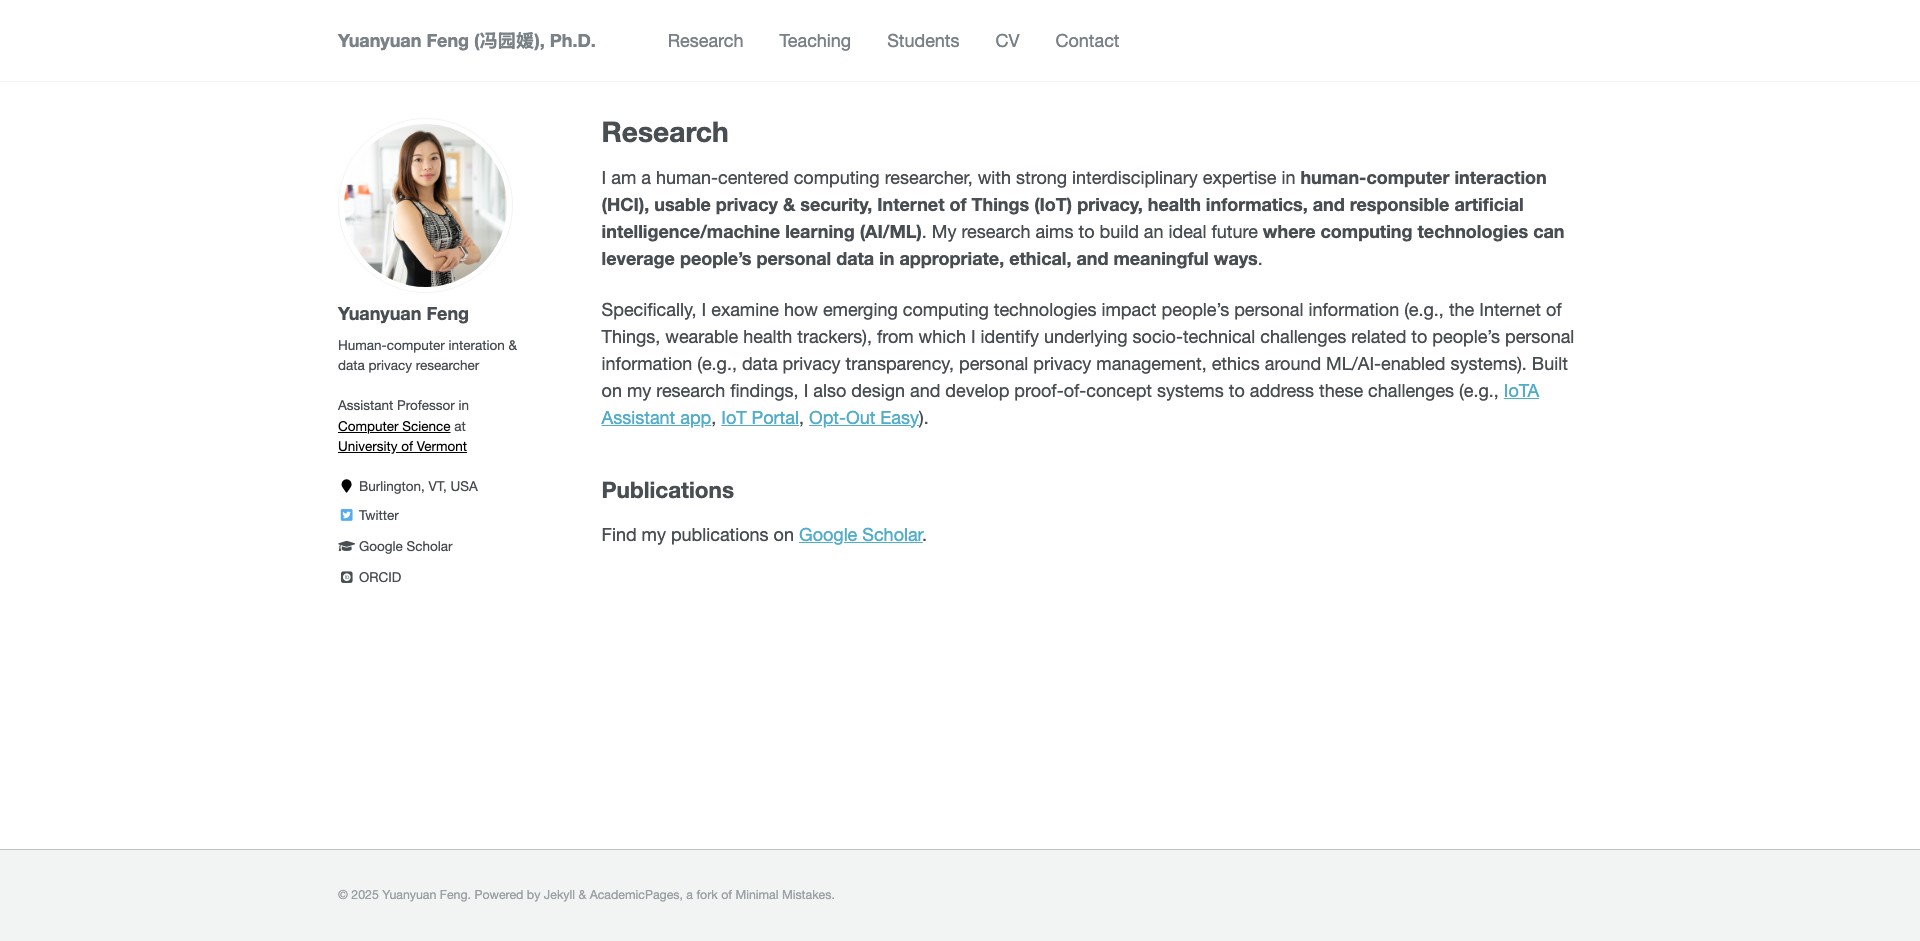 Yuanyuan Feng (冯园媛), Ph.D.
Research
Teaching
Students
CV
Contact
Yuanyuan Feng
Human-computer interation &
data privacy researcher
Assistant Professor in
Computer Science at
University of Vermont
Burlington, VT, USA
Twitter
Google Scholar
ORCID
Research
I am a human-centered computing researcher, with strong interdisciplinary expertise in human-computer interaction
(HCI), usable privacy & security, Internet of Things (IoT) privacy, health informatics, and responsible artificial
intelligence/machine learning (AI/ML). My research aims to build an ideal future where computing technologies can
leverage people’s personal data in appropriate, ethical, and meaningful ways.
Specifically, I examine how emerging computing technologies impact people’s personal information (e.g., the Internet of
Things, wearable health trackers), from which I identify underlying socio-technical challenges related to people’s personal
information (e.g., data privacy transparency, personal privacy management, ethics around ML/AI-enabled systems). Built
on my research findings, I also design and develop proof-of-concept systems to address these challenges (e.g., IoTA
Assistant app, IoT Portal, Opt-Out Easy).
Publications
Find my publications on Google Scholar.
© 2025 Yuanyuan Feng. Powered by Jekyll & AcademicPages, a fork of Minimal Mistakes.